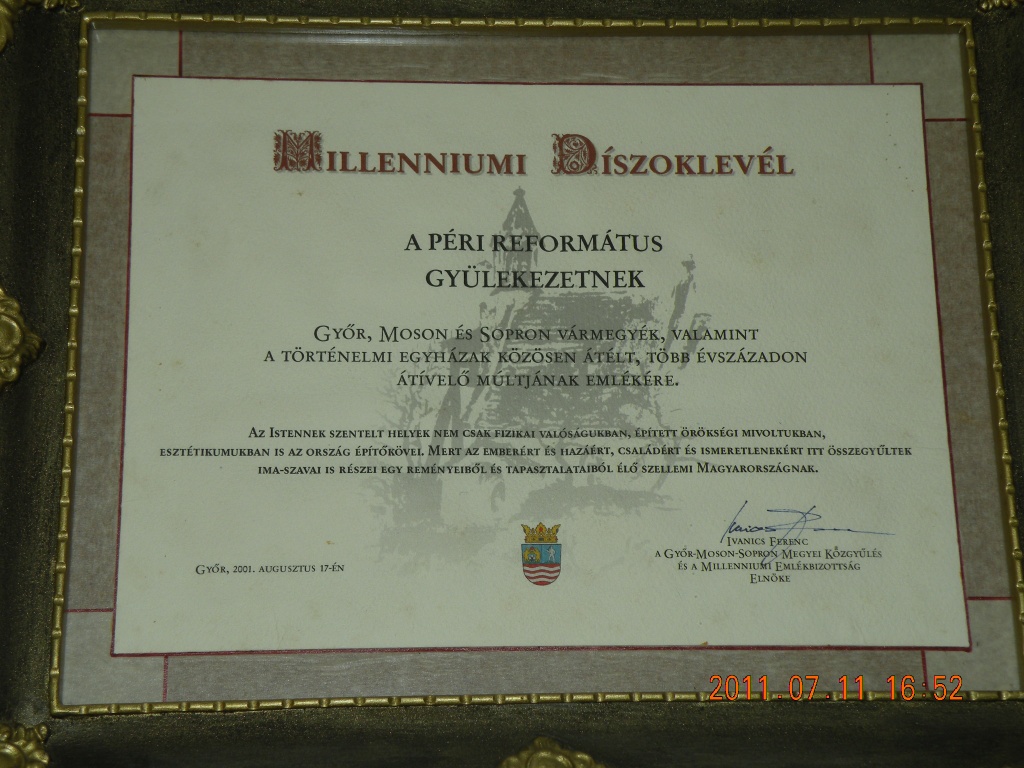 MILLENNIUMI DÍSZOKLEVÉL
A PÉRI REFORMÁTUS
GYÜLEKEZETNEK
GYŐR, MOSON ÉS SOPRON VÁRMEGYÉK, VALAMINT
A TÖRTÉNELMI EGYHÁZAK KÖZÖSEN ÁTÉLT, TÖBB ÉVSZÁZADON
ÁTÍVELŐ MÚLTJÁNAK EMLÉKÉRE.
AZ ISTENNEK SZENTELT HELYEK NEM CSAK FIZIKAI VALÓSÁGUKBAN, ÉPÍTETT ÖRÖKSÉGI MIVOLTUKBAN,
ESZTÉTIKUMUKBAN IS AZ ORSZÁG ÉPÍTŐKÖVEI. MERT AZ EMBERÉRT ÉS HAZÁÉRT, CSALÁDÉRT ÉS ISMERETLENEKÉRT ITT ÖSSZEGYŰLTEK
IMA-SZAVAI IS RÉSZEI EGY REMÉNYEIBŐL ÉS TAPASZTALATAIBÓL ÉLŐ SZELLEMI MAGYARORSZÁGNAK.
GYŐR, 2001. AUGUSZTUS 17-ÉN
IVANICS FERENC
A GYŐR-MOSON-SOPRON MEGYEI KÖZGYŰLÉS
ÉS A MILLENNIUMI EMLÉKBIZOTTSÁG
ELNÖKE
2011.07.11 16:52